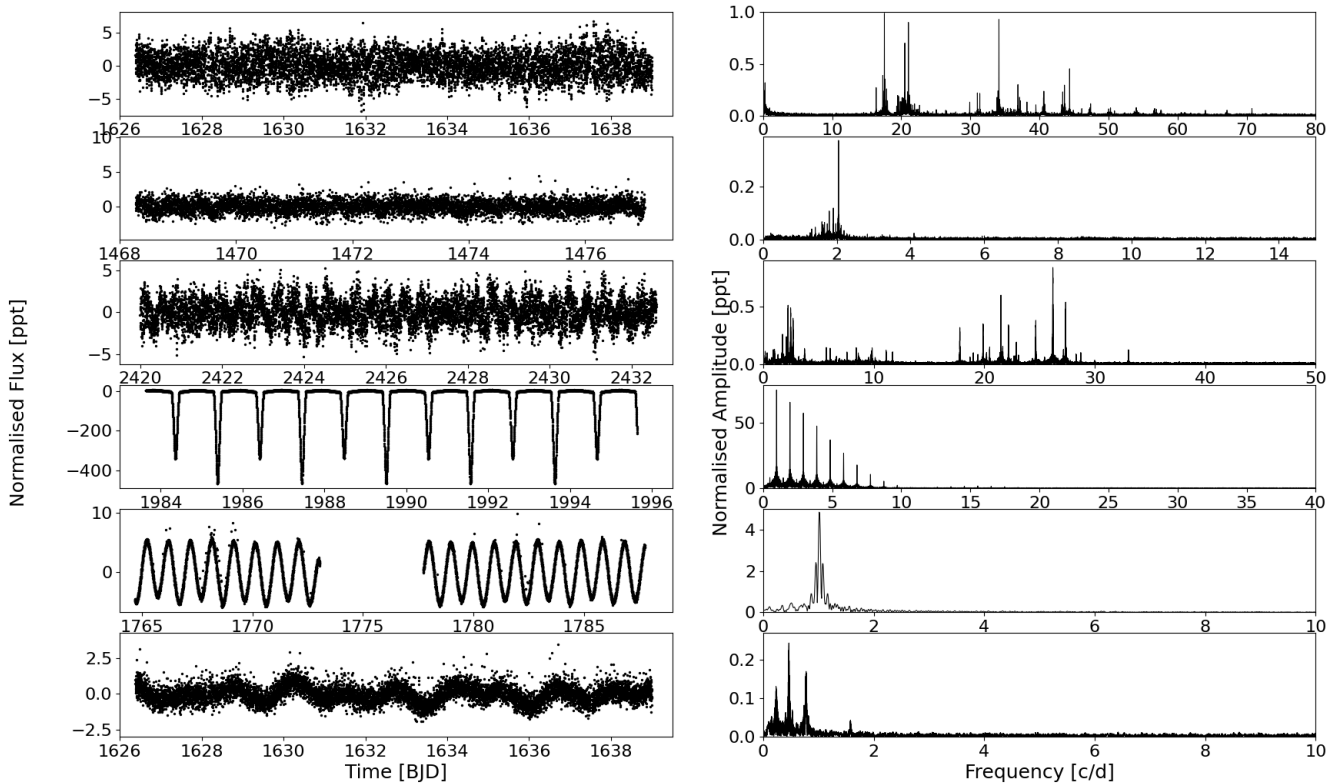 5
0
−5
1626 1628 1630 1632 1634 1636 1638
1.0
0.5
0.0
0 10 20 30 40 50 60 70 80
10
5
0
1468 1470 1472 1474 1476
0.2
0.0
0 2 4 6 8 10 12 14
5
0
−5
2420 2422 2424 2426 2428 2430 2432
0.5
0.0
0 10 20 30 40 50
0
−200
−400
1984 1986 1988 1990 1992 1994 1996
50
0
0 5 10 15 20 25 30 35 40
10
0
1765 1770 1775 1780 1785
4
2
0
0 2 4 6 8 10
2.5
0.0
−2.5
1626 1628 1630 1632 1634 1636 1638
0.2
0.1
0.0
0 2 4 6 8 10
Normalised Flux [ppt]
Time [BJD]
Normalised Amplitude [ppt]
Frequency [c/d]